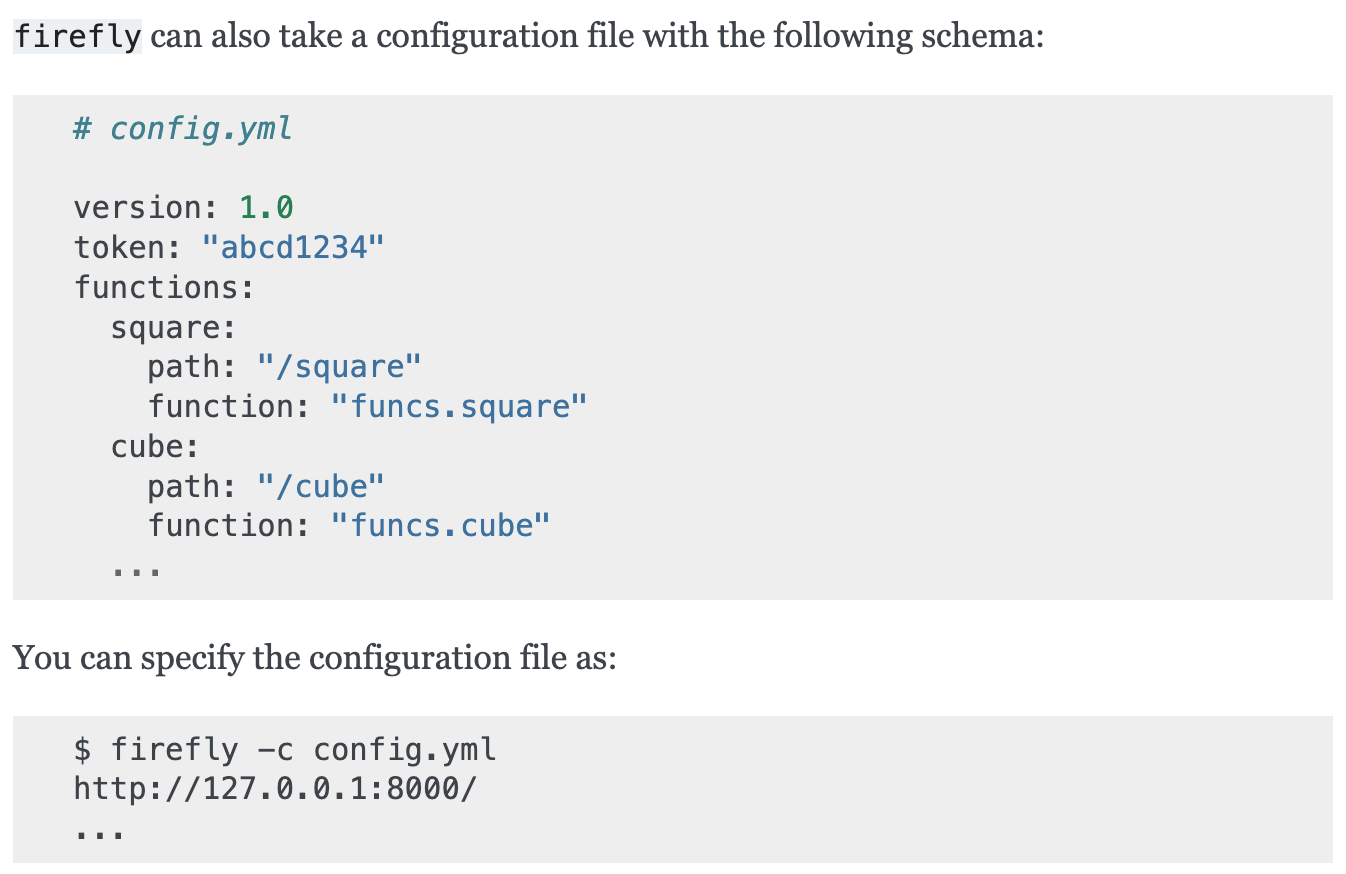 firefly can also take a configuration file with the following schema:
# config.yml
version: 1.0
token: "abcd1234"
functions:
  square:
    path: "/square"
    function: "funcs.square"
  cube:
    path: "/cube"
    function: "funcs.cube"
  ...
You can specify the configuration file as:
$ firefly -c config.yml
http://127.0.0.1:8000/
...